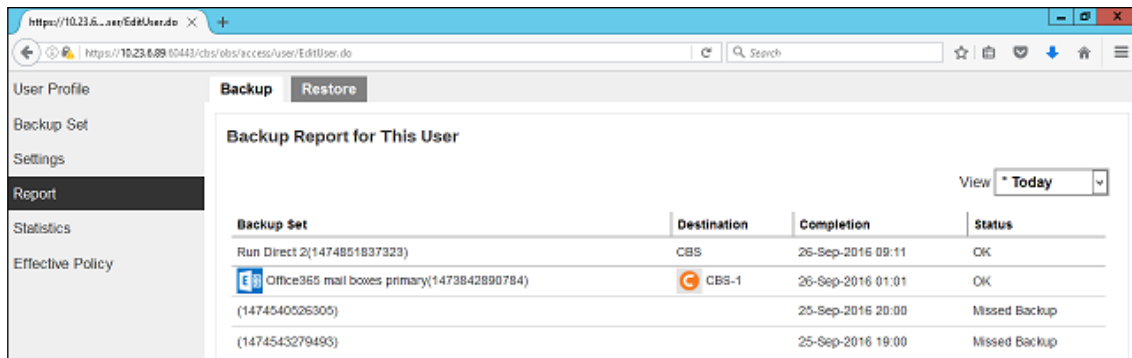 https://10.23.6....ser/EditUser.do
https://10.23.6.89:60443/cbs/obs/access/user/EditUser.do
Search
User Profile
Backup Set
Settings
Report
Statistics
Effective Policy
Backup Restore
Backup Report for This User
View * Today
Backup Set Destination Completion Status
Run Direct 2(1474851837323) CBS 26-Sep-2016 09:11 OK
Office365 mail boxes primary(1473842890784) CBS-1 26-Sep-2016 01:01 OK
(1474540526305) 25-Sep-2016 20:00 Missed Backup
(1474543279493) 25-Sep-2016 19:00 Missed Backup